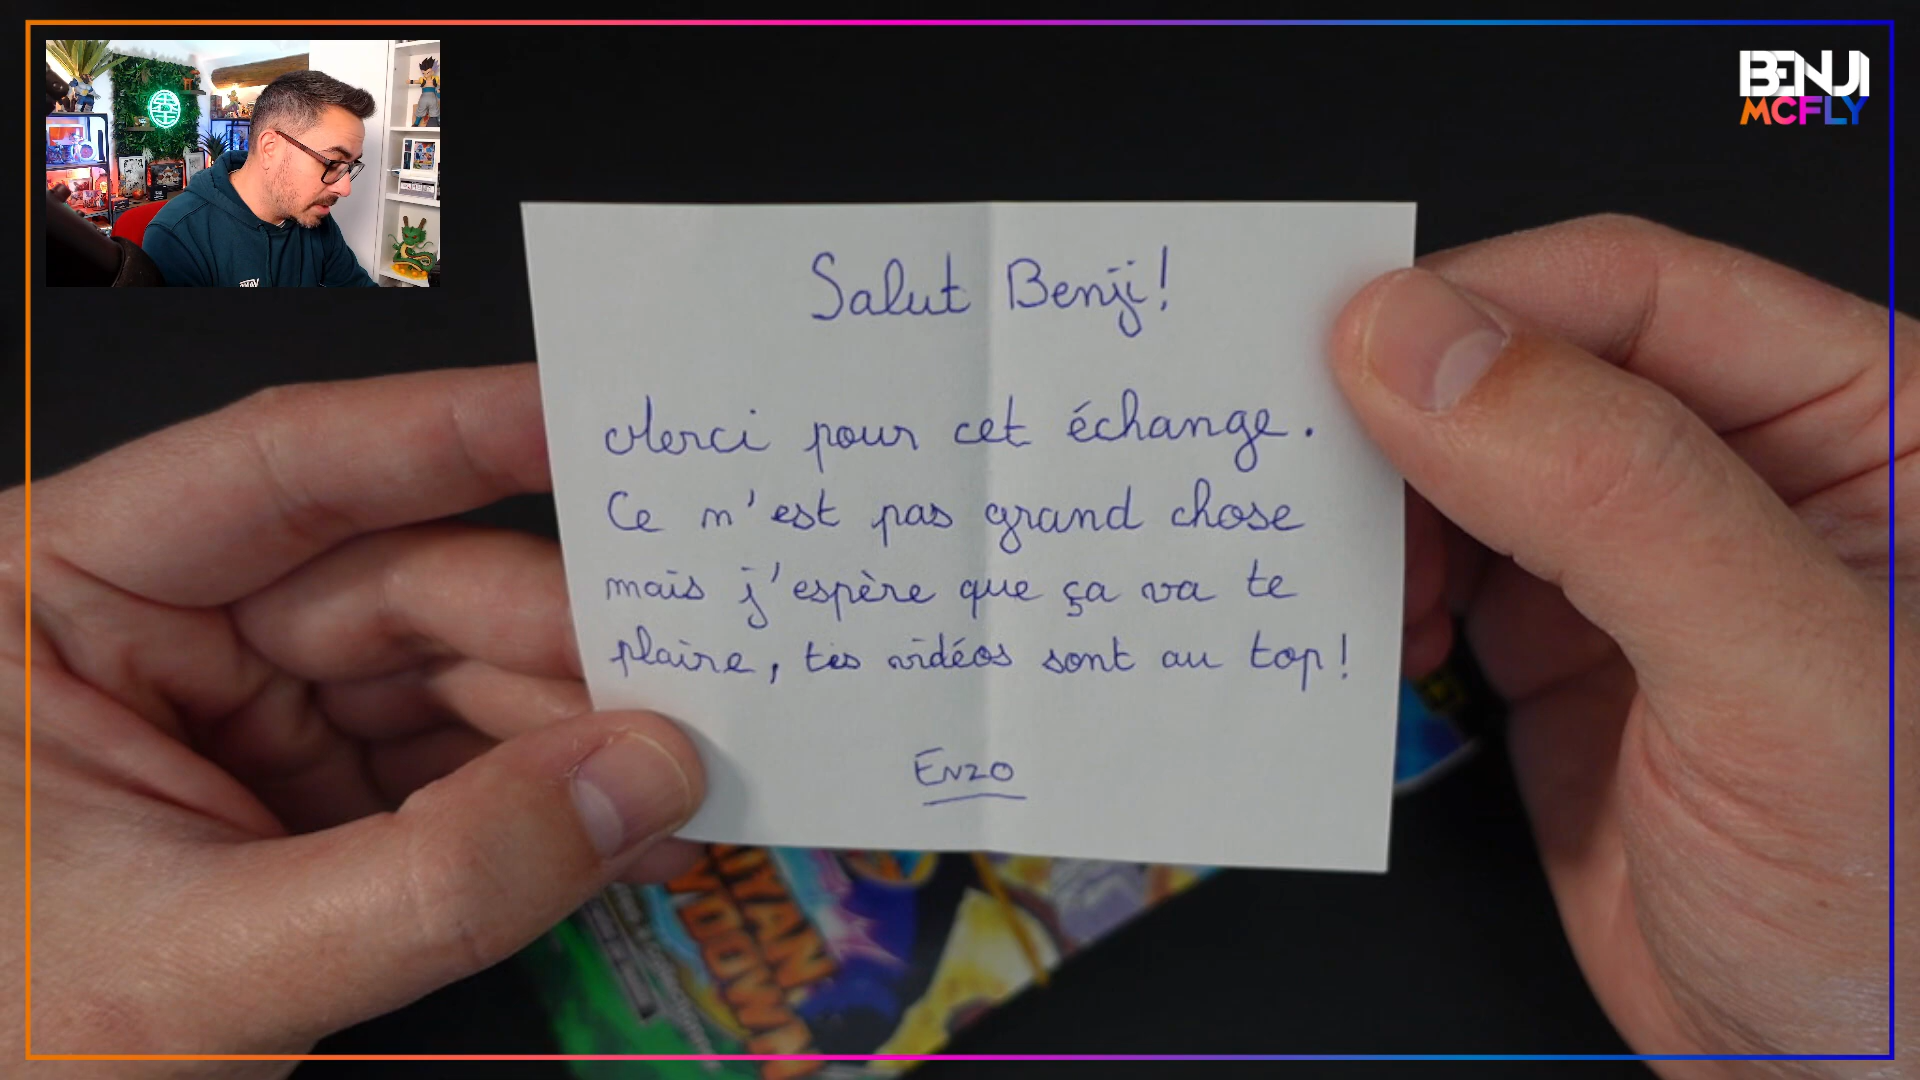 BENJI
MCFLY
Salut Benji!
Merci pour cet échange.
Ce n'est pas grand chose
mais j'espère que ça va te
plaire, tes vidéos sont au top!
Enzo